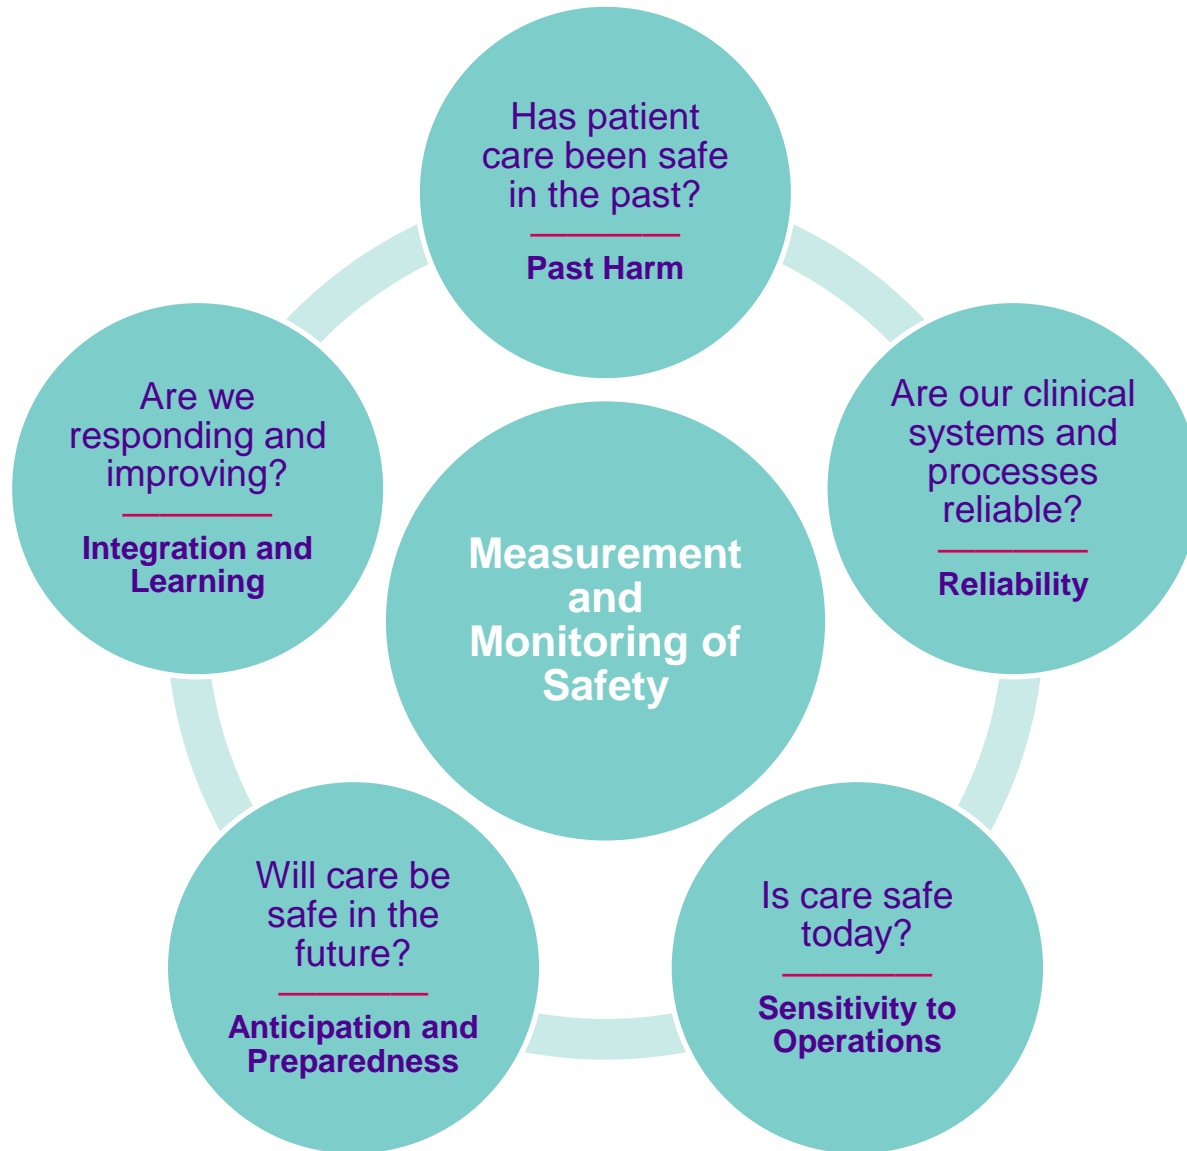 Has patient
care been safe
in the past?
Past Harm
Are our clinical
systems and
processes
reliable?
Reliability
Is care safe
today?
Sensitivity to
Operations
Will care be
safe in the
future?
Anticipation and
Preparedness
Are we
responding and
improving?
Integration and
Learning
Measurement
and
Monitoring of
Safety